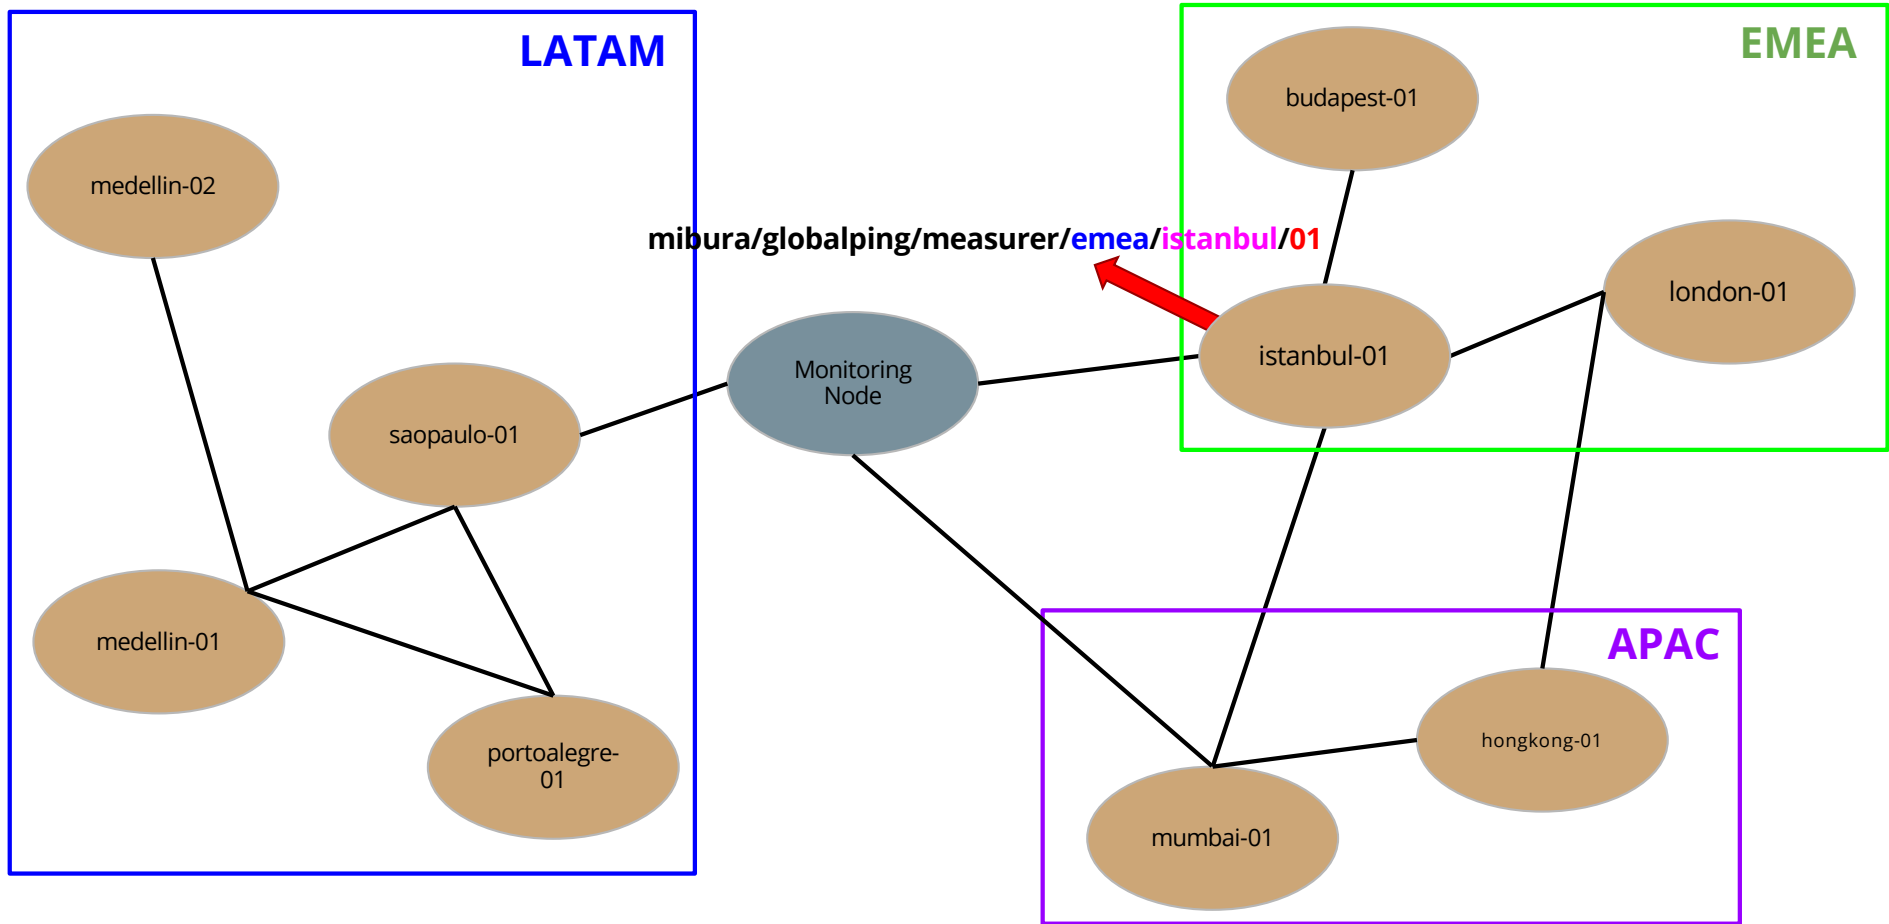 LATAM
EMEA
budapest-01
medellin-02
mibura/globalping/measurer/emea/istanbul/01
london-01
istanbul-01
Monitoring
Node
saopaulo-01
medellin-01
APAC
portoalegre-
01
hongkong-01
mumbai-01